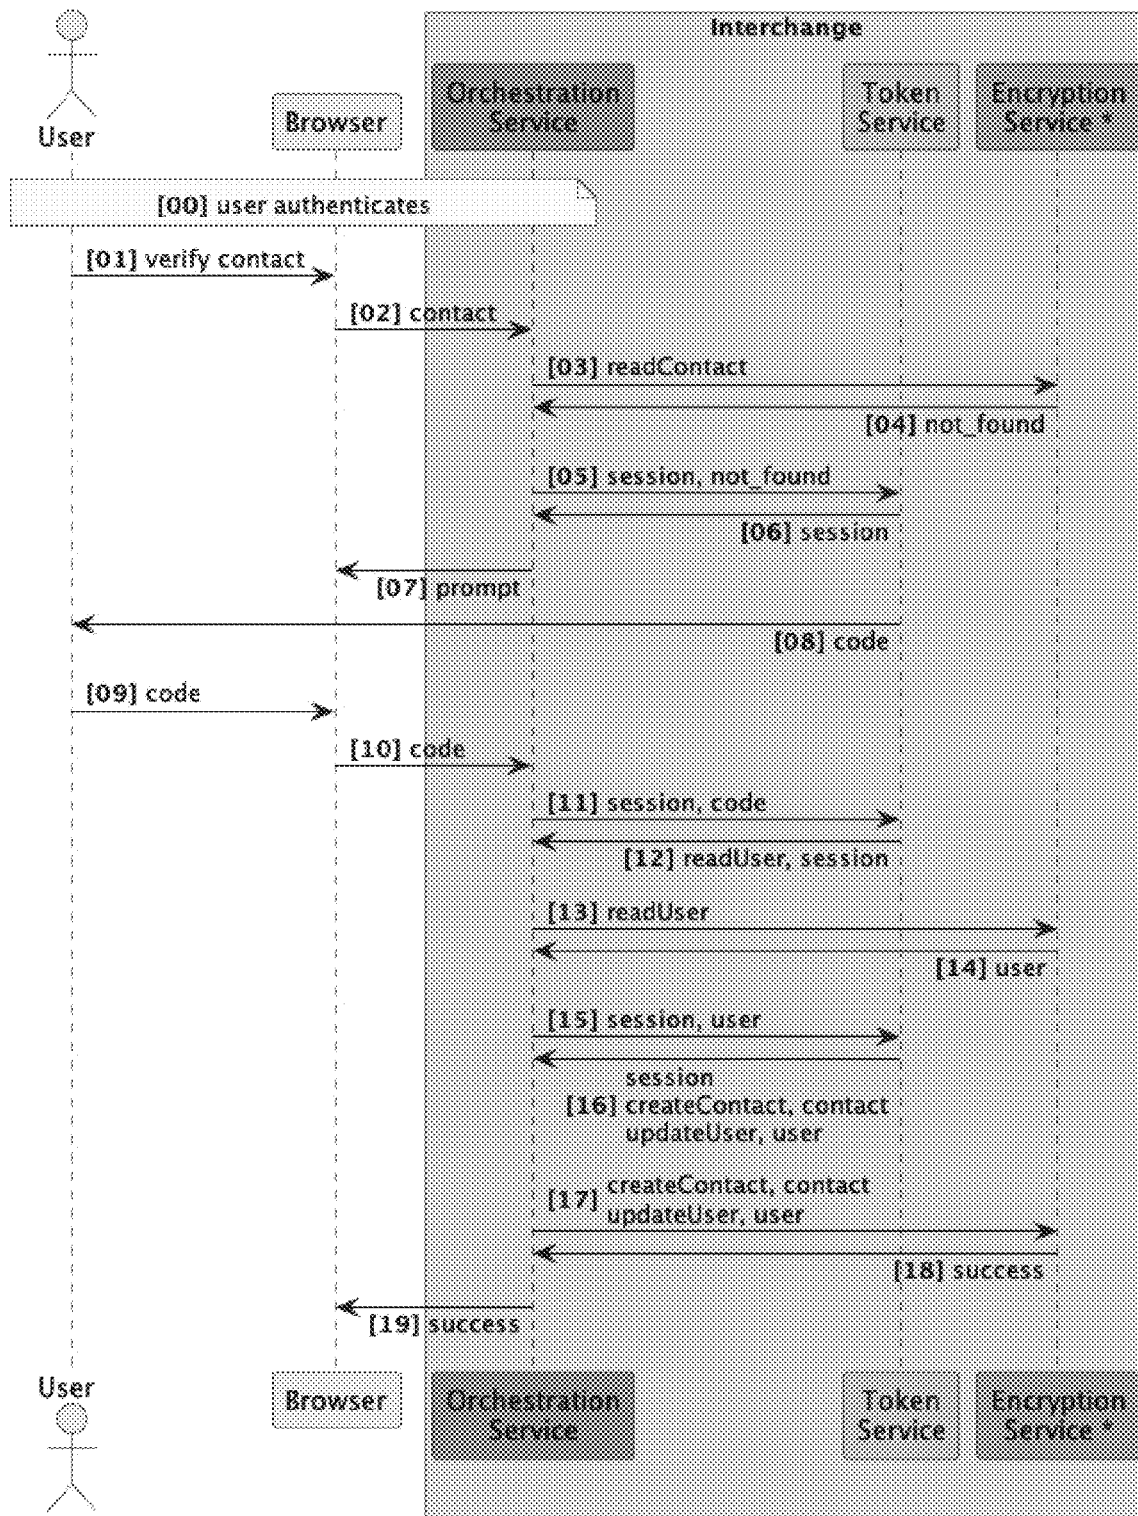 Interchange
User
Browser
Orchestration
Service
Token
Service
Encryption
Service *
[00] user authenticates
[01] verify contact
[02] contact
[03] readContact
[04] not_found
[05] session, not_found
[06] session
[07] prompt
[08] code
[09] code
[10] code
[11] session, code
[12] readUser, session
[13] readUser
[14] user
[15] session, user
session
[16] createContact, contact
updateUser, user
createContact, contact
[17]
updateUser, user
[18] success
[19] success
User
Browser
Orchestration
Service
Token
Service
Encryption
Service *